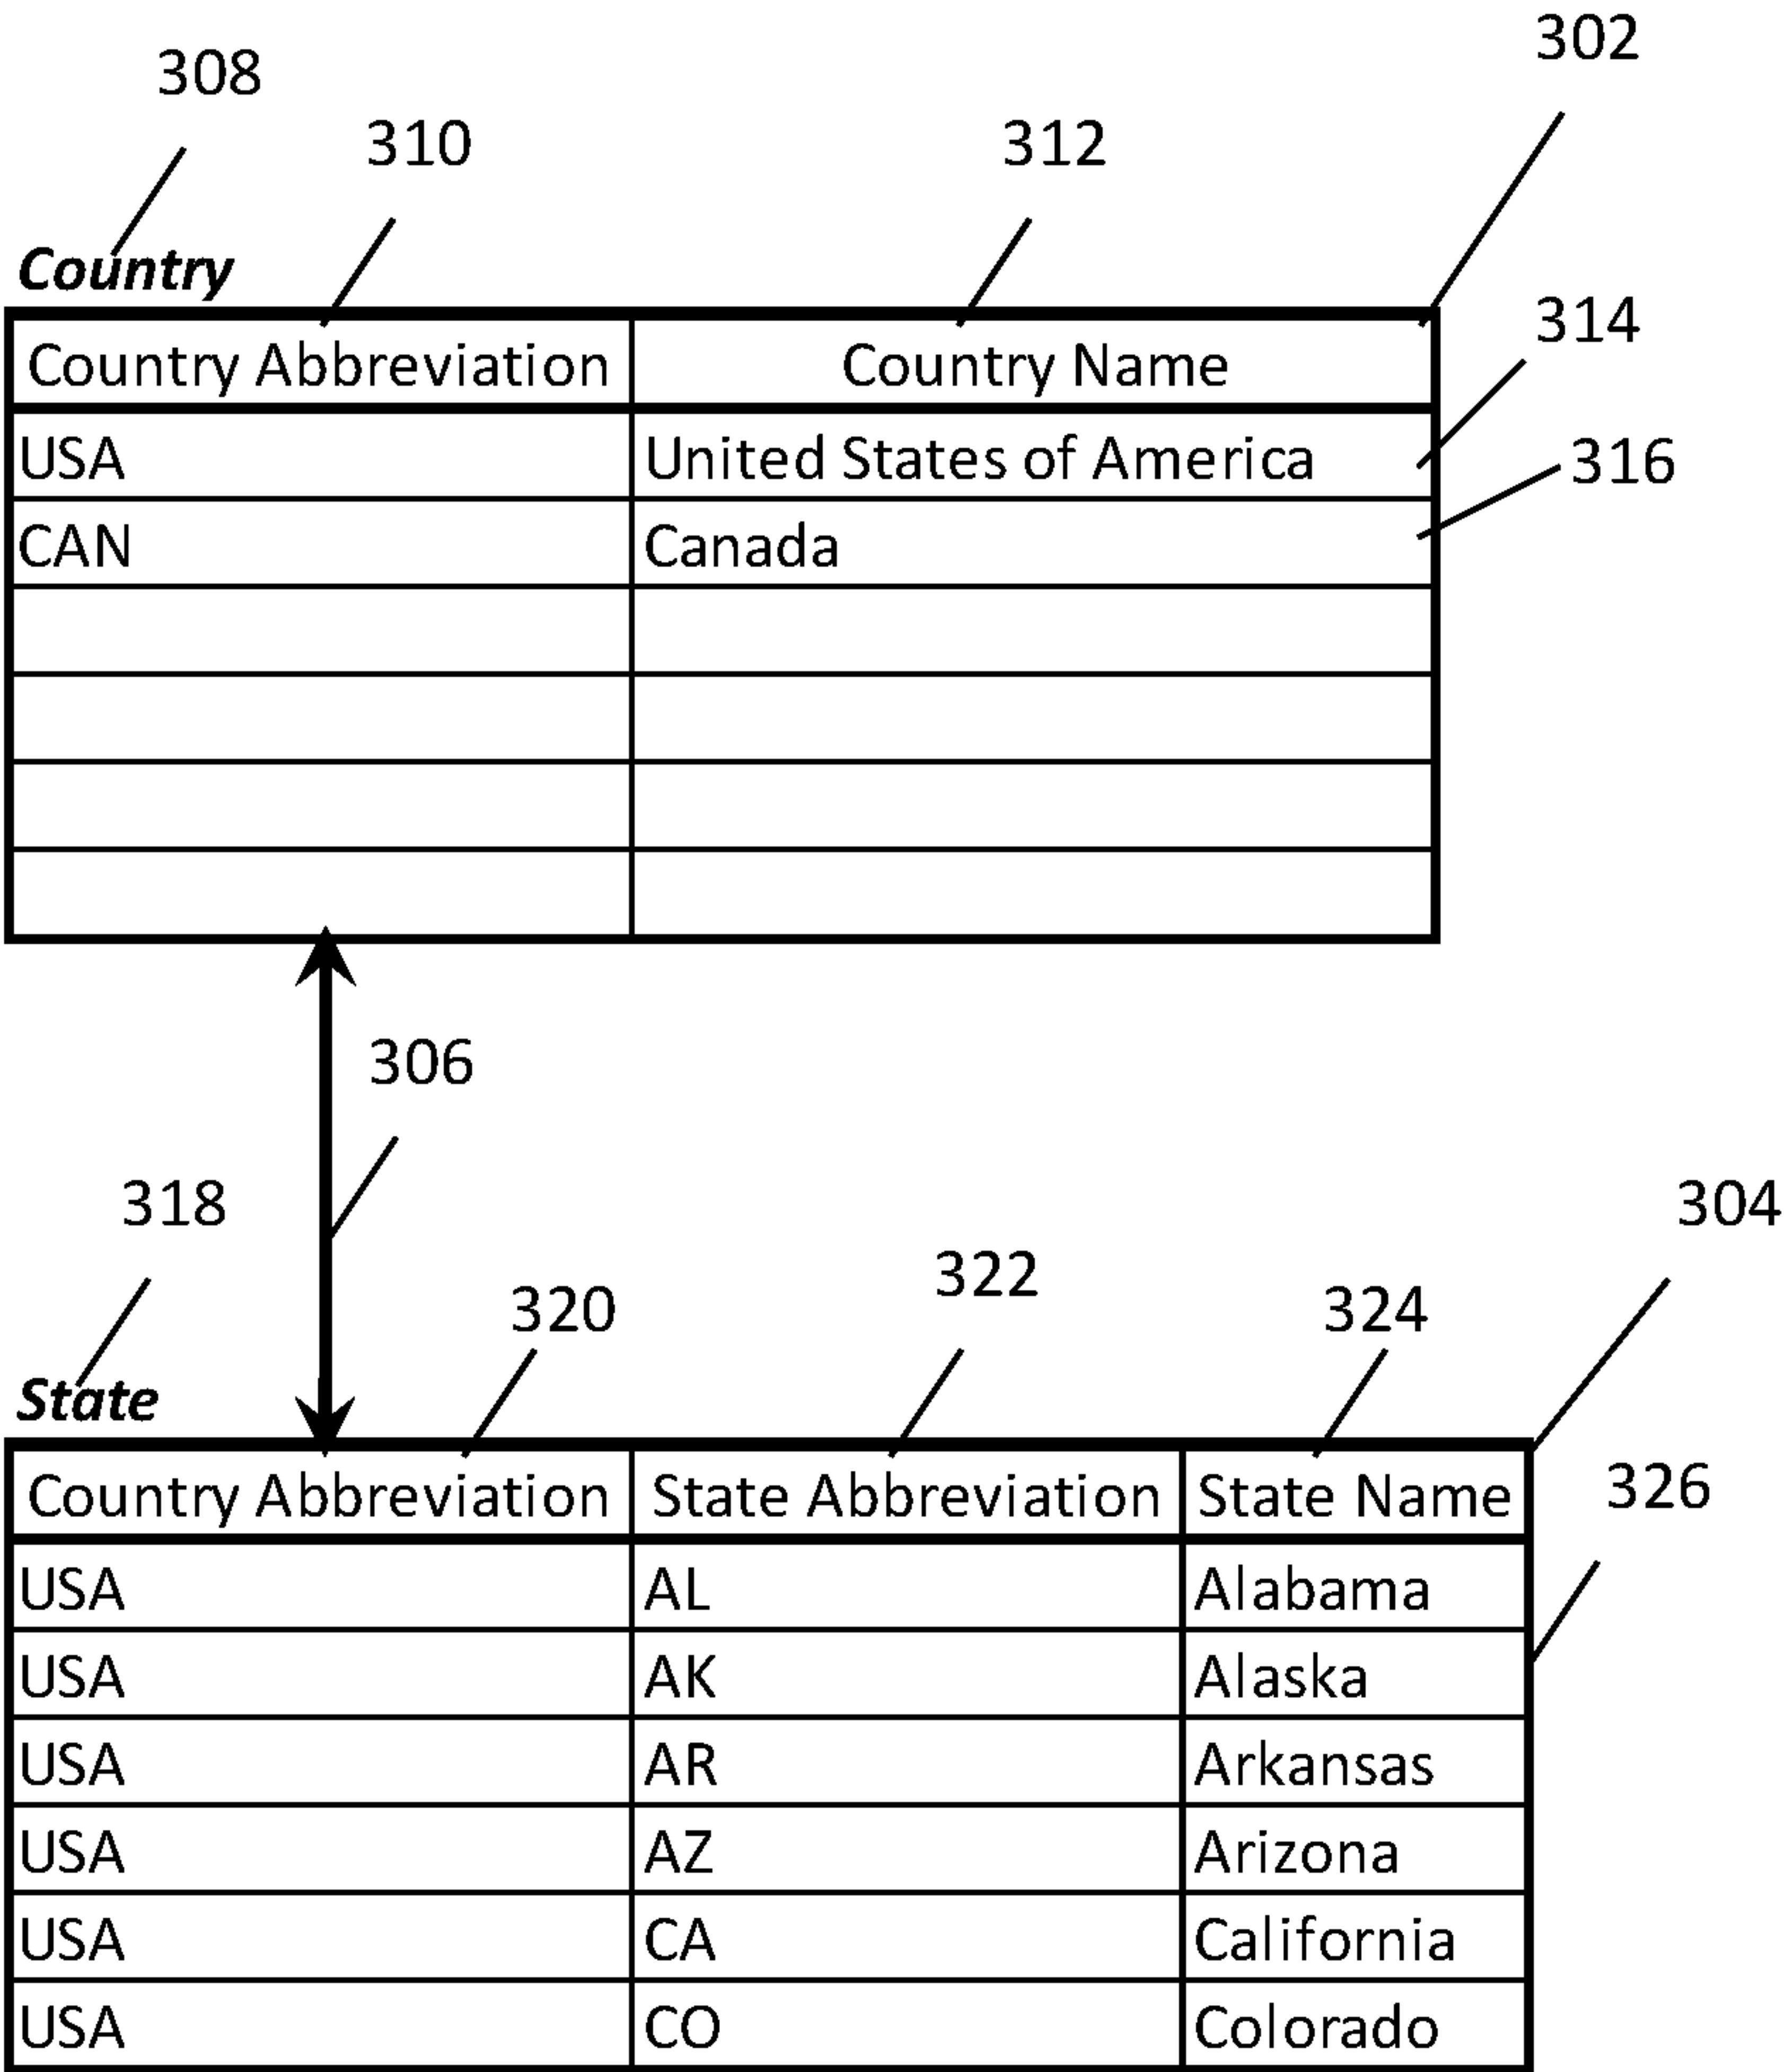 302
308
310 312
Country
314
Country Abbreviation Country Name
USA United States of America
316
CAN Canada
306
318 304
322
320 324
State
326
Country Abbreviation State Abbreviation State Name
USA AL Alabama
USA AK Alaska
USA AR Arkansas
USA AZ Arizona
USA CA California
USA CO Colorado